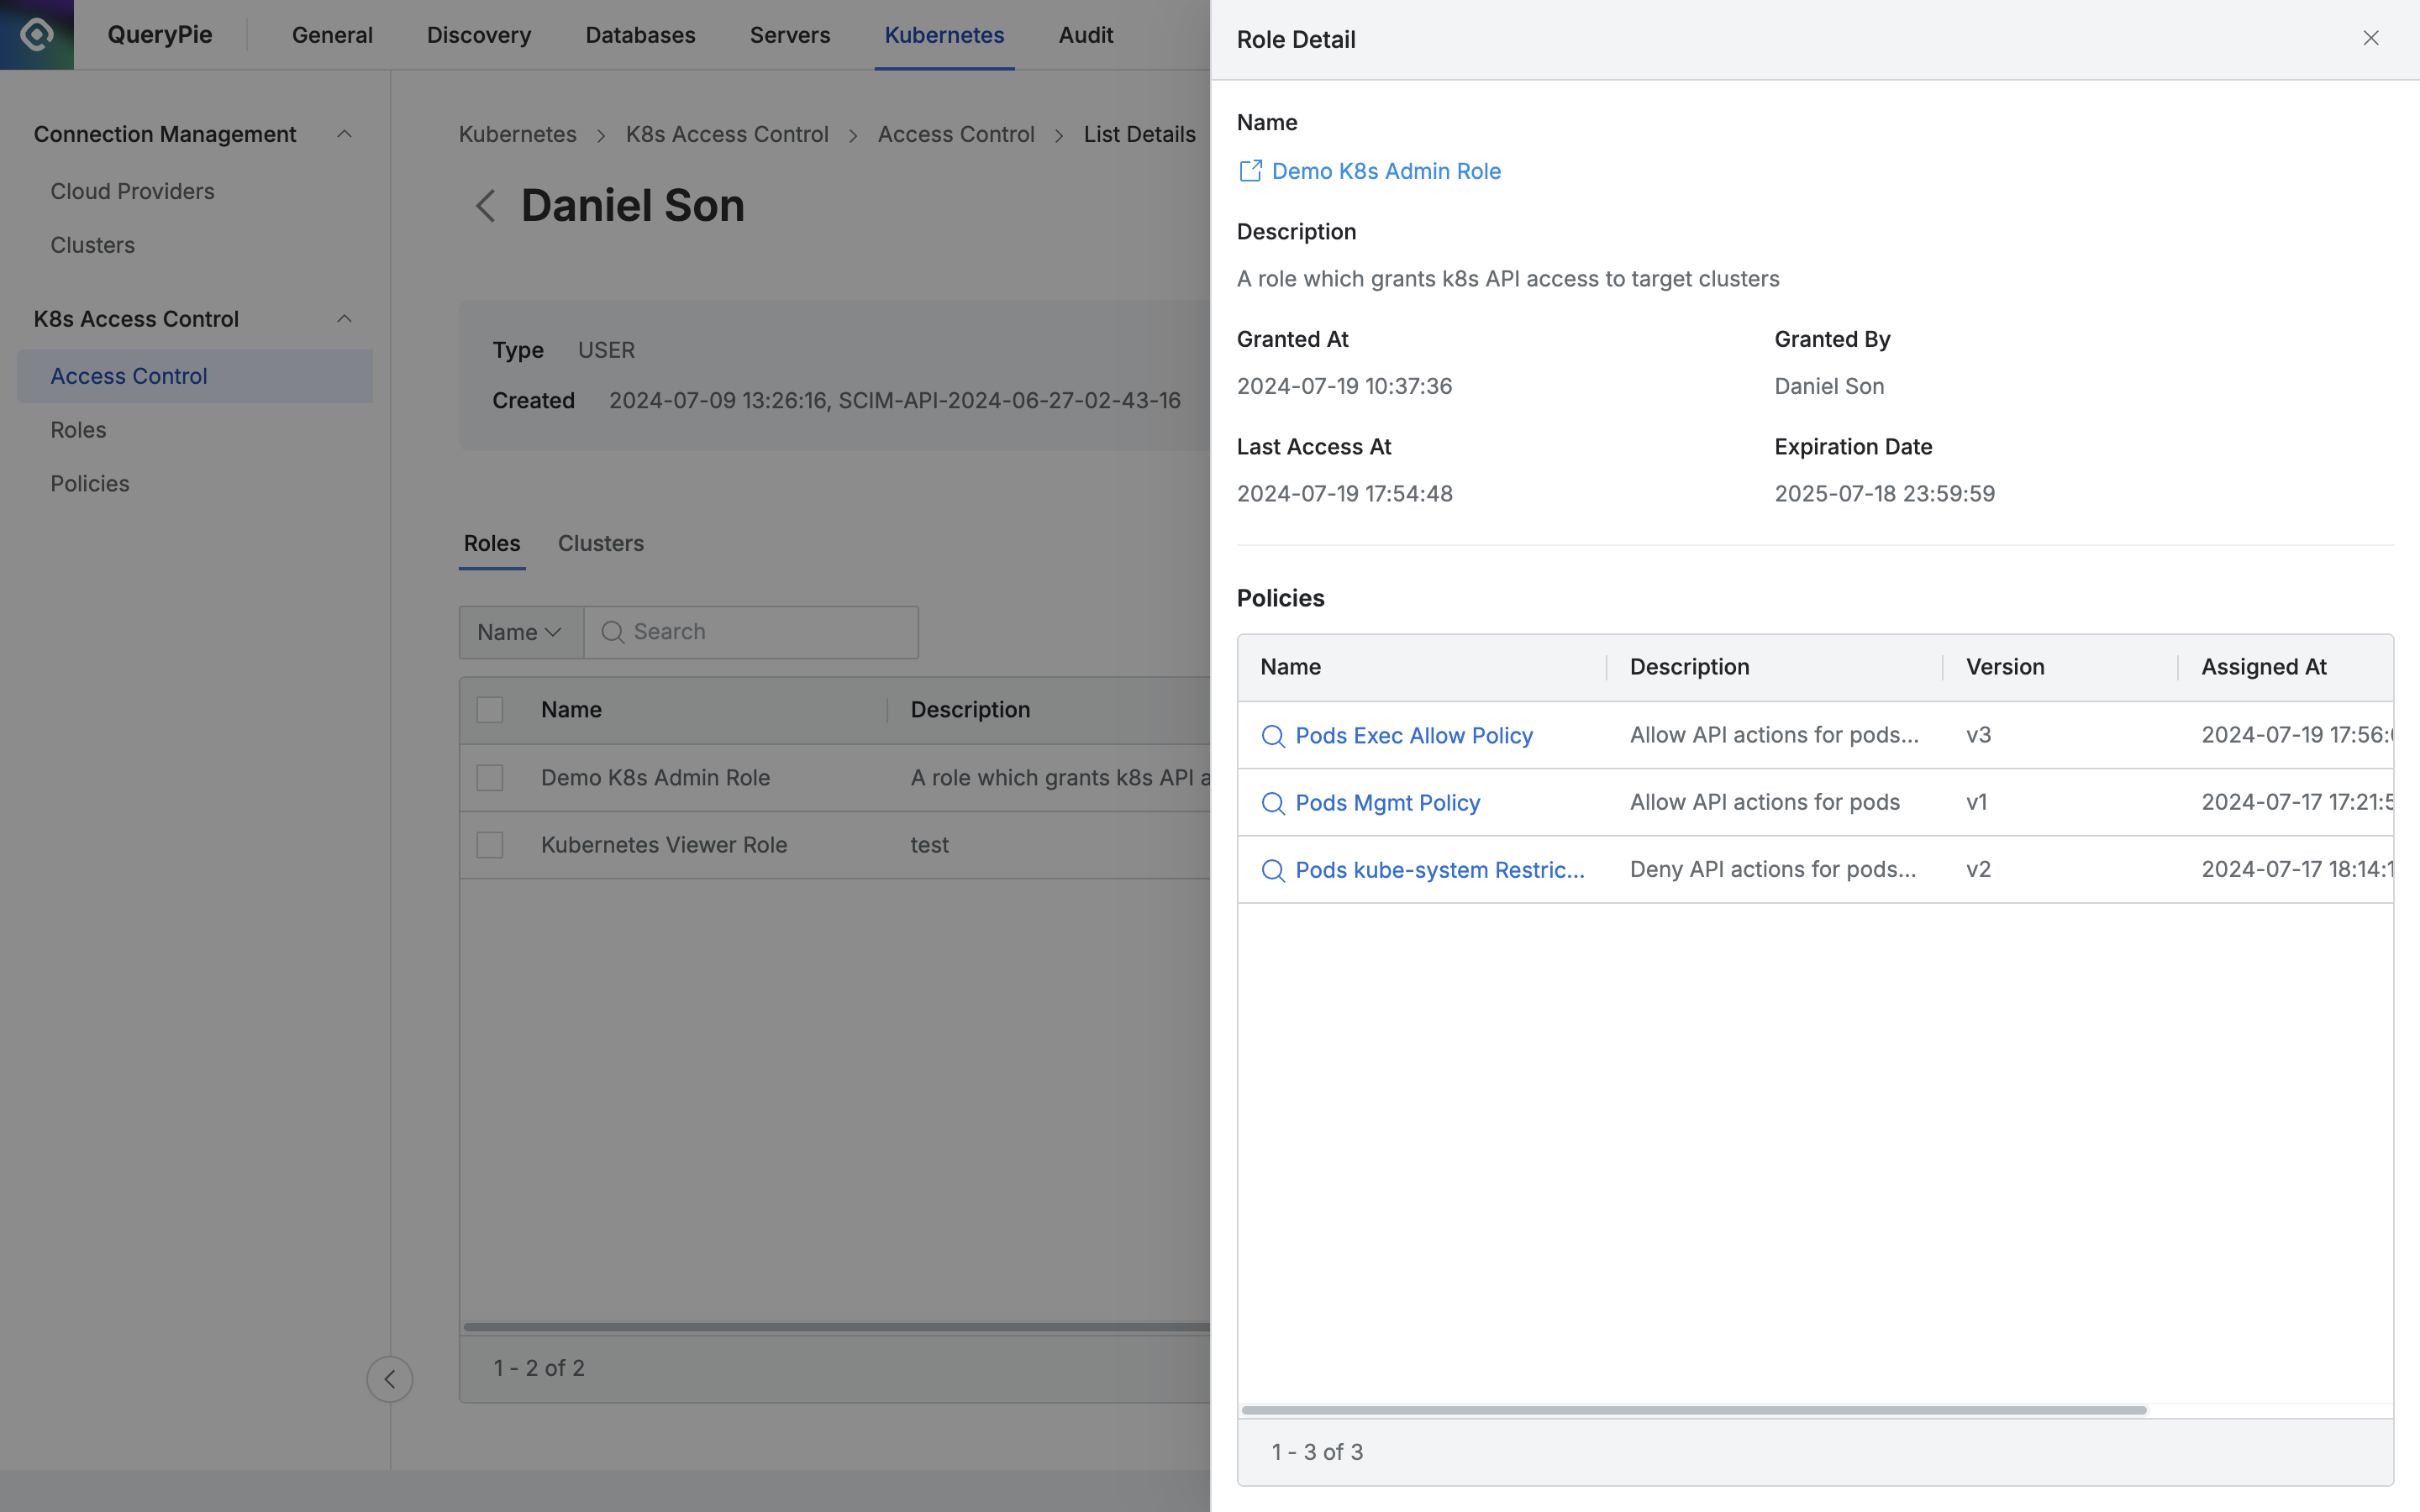 QueryPie
General
Discovery
Databases
Servers
Kubernetes
Audit
Connection Management
Cloud Providers
Clusters
K8s Access Control
Access Control
Roles
Policies
Kubernetes > K8s Access Control > Access Control > List Details
Daniel Son
Type USER
Created 2024-07-09 13:26:16, SCIM-API-2024-06-27-02-43-16
Roles
Clusters
Name
Search
Name Description
Demo K8s Admin Role A role which grants k8s API
Kubernetes Viewer Role test
1 - 2 of 2
Role Detail
Name
Demo K8s Admin Role
Description
A role which grants k8s API access to target clusters
Granted At Granted By
2024-07-19 10:37:36 Daniel Son
Last Access At Expiration Date
2024-07-19 17:54:48 2025-07-18 23:59:59
Policies
Name Description Version Assigned At
Pods Exec Allow Policy Allow API actions for pods... v3 2024-07-19 17:56:
Pods Mgmt Policy Allow API actions for pods v1 2024-07-17 17:21:5
Pods kube-system Restric... Deny API actions for pods... v2 2024-07-17 18:14:1
1 - 3 of 3